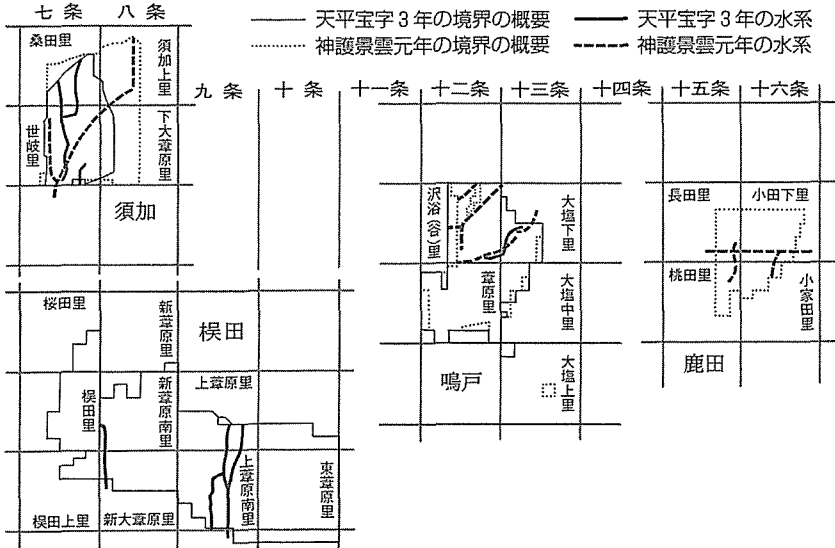 七条 八条
天平宝字3年の境界の概要
天平宝字3年の水系
神護景雲元年の境界の概要
神護景雲元年の水系
桑田里
須加上里
世岐里
下大葦原里
須加
九条 十条 十一条 十二条 十三条 十四条 十五条 十六条
沢浴(谷)里
大塩下里
葦原里
大塩中里
大塩上里
鳴戸
長田里
小田下里
桃田里
小家田里
鹿田
桜田里
新葦原里
楔田
楔田里
新葦原南里
上葦原里
上葦原南里
東葦原里
楔田上里
新大葦原里